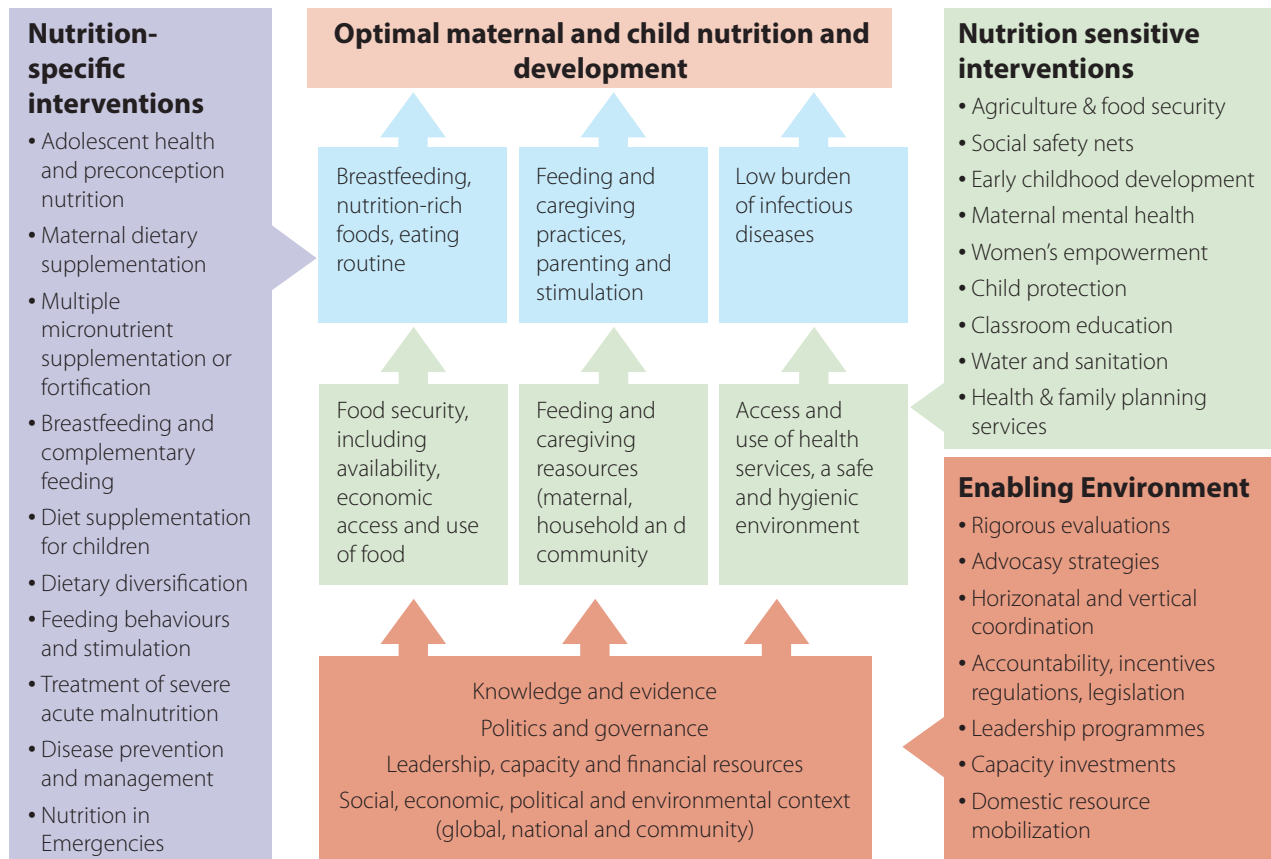 Nutrition-
specific
interventions
• Adolescent health
and preconception
nutrition
• Maternal dietary
supplementation
• Multiple
micronutrient
supplementation or
fortification
• Breastfeeding and
complementary
feeding
• Diet supplementation
for children
• Dietary diversification
• Feeding behaviours
and stimulation
• Treatment of severe
acute malnutrition
• Disease prevention
and management
• Nutrition in
Emergencies
Optimal maternal and child nutrition and
development
Breastfeeding,
nutrition-rich
foods, eating
routine
Feeding and
caregiving
practices,
parenting and
stimulation
Low burden
of infectious
diseases
Food security,
including
availability,
economic
access and use
of food
Feeding and
caregiving
reasources
(maternal,
household an d
community
Access and
use of health
services, a safe
and hygienic
environment
Knowledge and evidence
Politics and governance
Leadership, capacity and financial resources
Social, economic, political and environmental context
(global, national and community)
Nutrition sensitive
interventions
• Agriculture & food security
• Social safety nets
• Early childhood development
• Maternal mental health
• Women's empowerment
• Child protection
• Classroom education
• Water and sanitation
• Health & family planning
services
Enabling Environment
• Rigorous evaluations
• Advocasy strategies
• Horizonatal and vertical
coordination
• Accountability, incentives
regulations, legislation
• Leadership programmes
• Capacity investments
• Domestic resource
mobilization